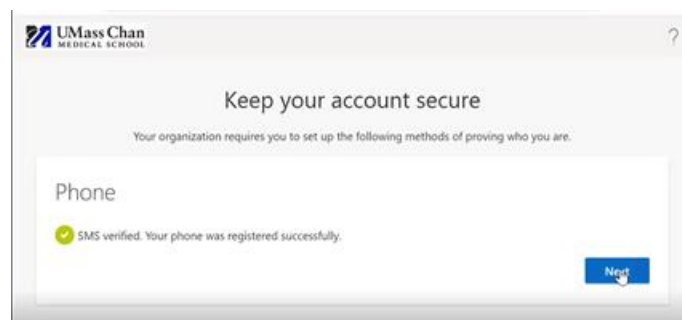 UMass Chan
MEDICAL SCHOOL
?
Keep your account secure
Your organization requires you to set up the following methods of proving who you are.
Phone
SMS verified. Your phone was registered successfully.
Next